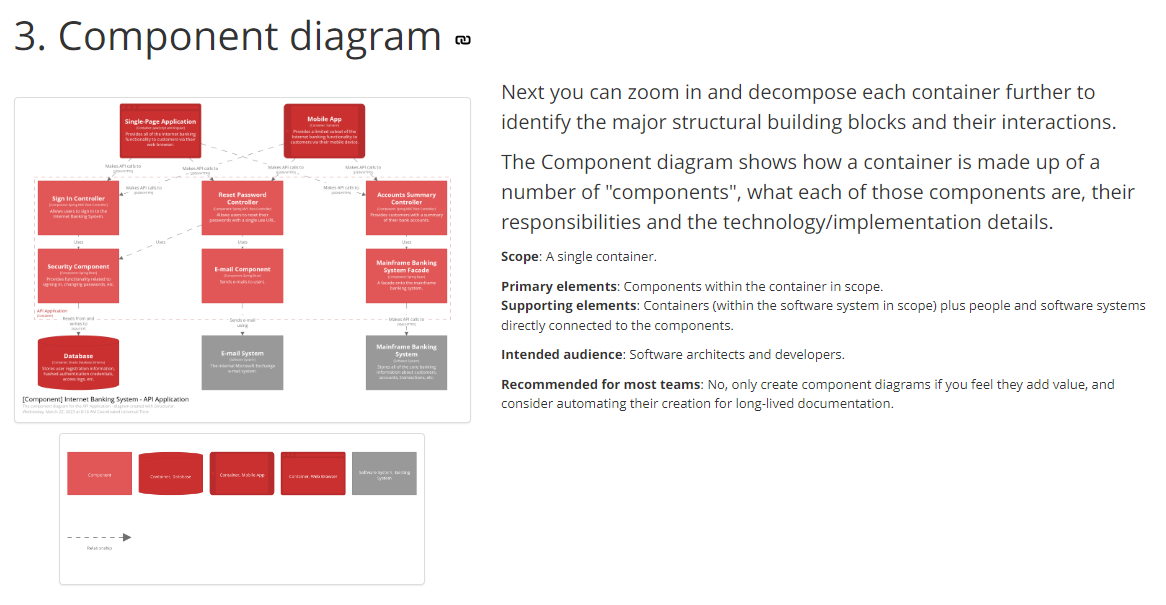 3. Component diagram
Next you can zoom in and decompose each container further to
identify the major structural building blocks and their interactions.
The Component diagram shows how a container is made up of a
number of "components", what each of those components are, their
responsibilities and the technology/implementation details.
Scope: A single container.
Primary elements: Components within the container in scope.
Supporting elements: Containers (within the software system in scope) plus people and software systems
directly connected to the components.
Intended audience: Software architects and developers.
Recommended for most teams: No, only create component diagrams if you feel they add value, and
consider automating their creation for long-lived documentation.
Single-Page Application
Provides all of the Internet banking
functionality to customers via their
web browser.
Mobile App
Provides a limited subset of the
Internet banking functionality to
customers via their mobile device.
Makes API calls to
Makes API calls to
Makes API calls to
Makes API calls to
Makes API calls to
Makes API calls to
Sign In Controller
Allows users to sign in to the
Internet Banking System.
Reset Password
Controller
Allows users to reset their
passwords with a single use URL.
Accounts Summary
Controller
Provides customers with a summary
of their bank accounts.
Uses
Uses
Uses
Uses
Security Component
Provides functionality related to
signing in, changing passwords, etc.
E-mail Component
Sends e-mails to users.
Mainframe Banking
System Facade
A facade onto the mainframe
banking system.
API Application
Reads from and
writes to
Sends e-mail
using
Makes API calls to
Database
Stores user registration information,
hashed authentication credentials,
access logs, etc.
E-mail System
The internal Microsoft Exchange
e-mail system.
Mainframe Banking
System
Stores all of the core banking
information about customers,
accounts, transactions, etc.
[Component] Internet Banking System - API Application
Component
Container, Database
Container, Mobile App
Container, Web Browser
Software System, Existing
System
Relationship